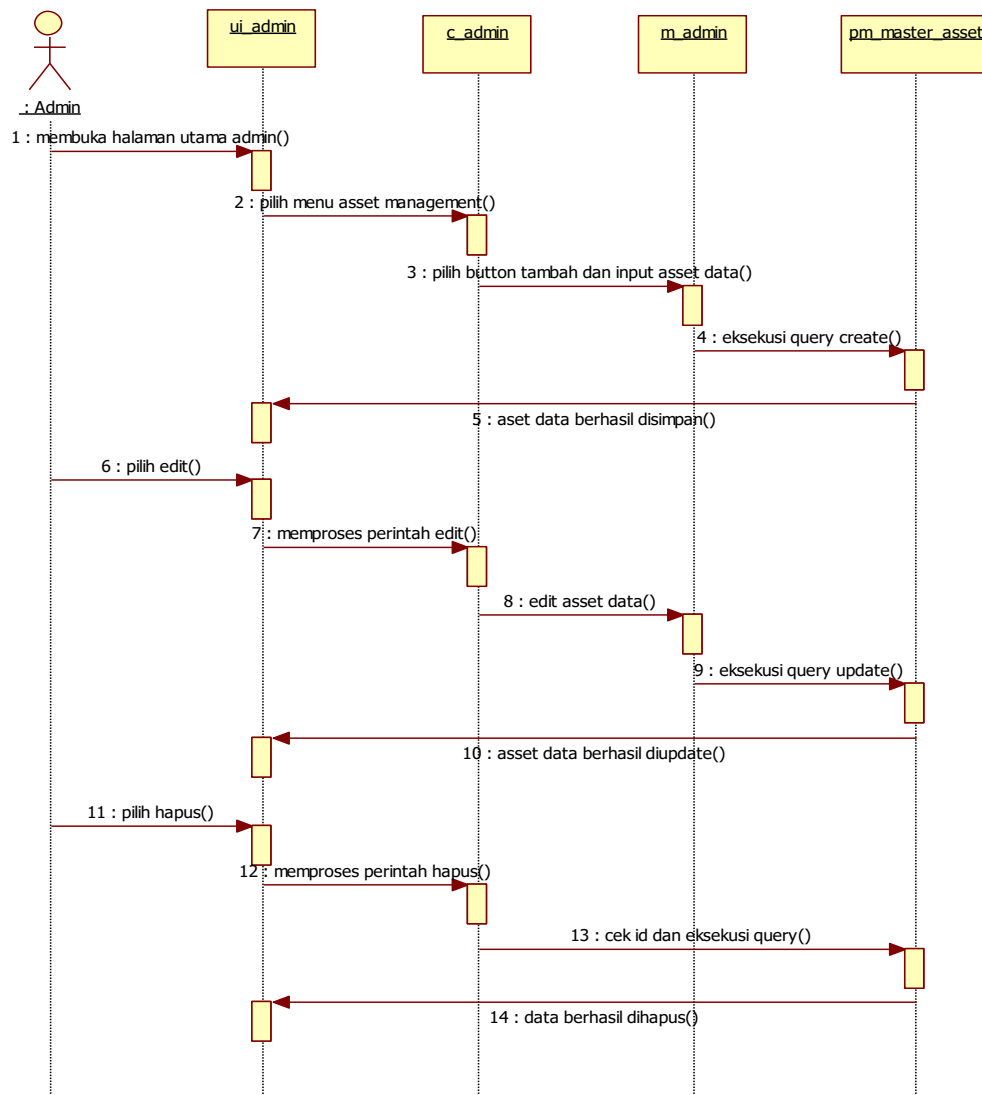 ui_admin
c_admin
m_admin
pm_master_asset
: Admin
1 : membuka halaman utama admin()
2 : pilih menu asset management()
3 : pilih button tambah dan input asset data()
4 : eksekusi query create()
5 : aset data berhasil disimpan()
6 : pilih edit()
7 : memproses perintah edit()
8 : edit asset data()
9 : eksekusi query update()
10 : asset data berhasil diupdate()
11 : pilih hapus()
12 : memproses perintah hapus()
13 : cek id dan eksekusi query()
14 : data berhasil dihapus()